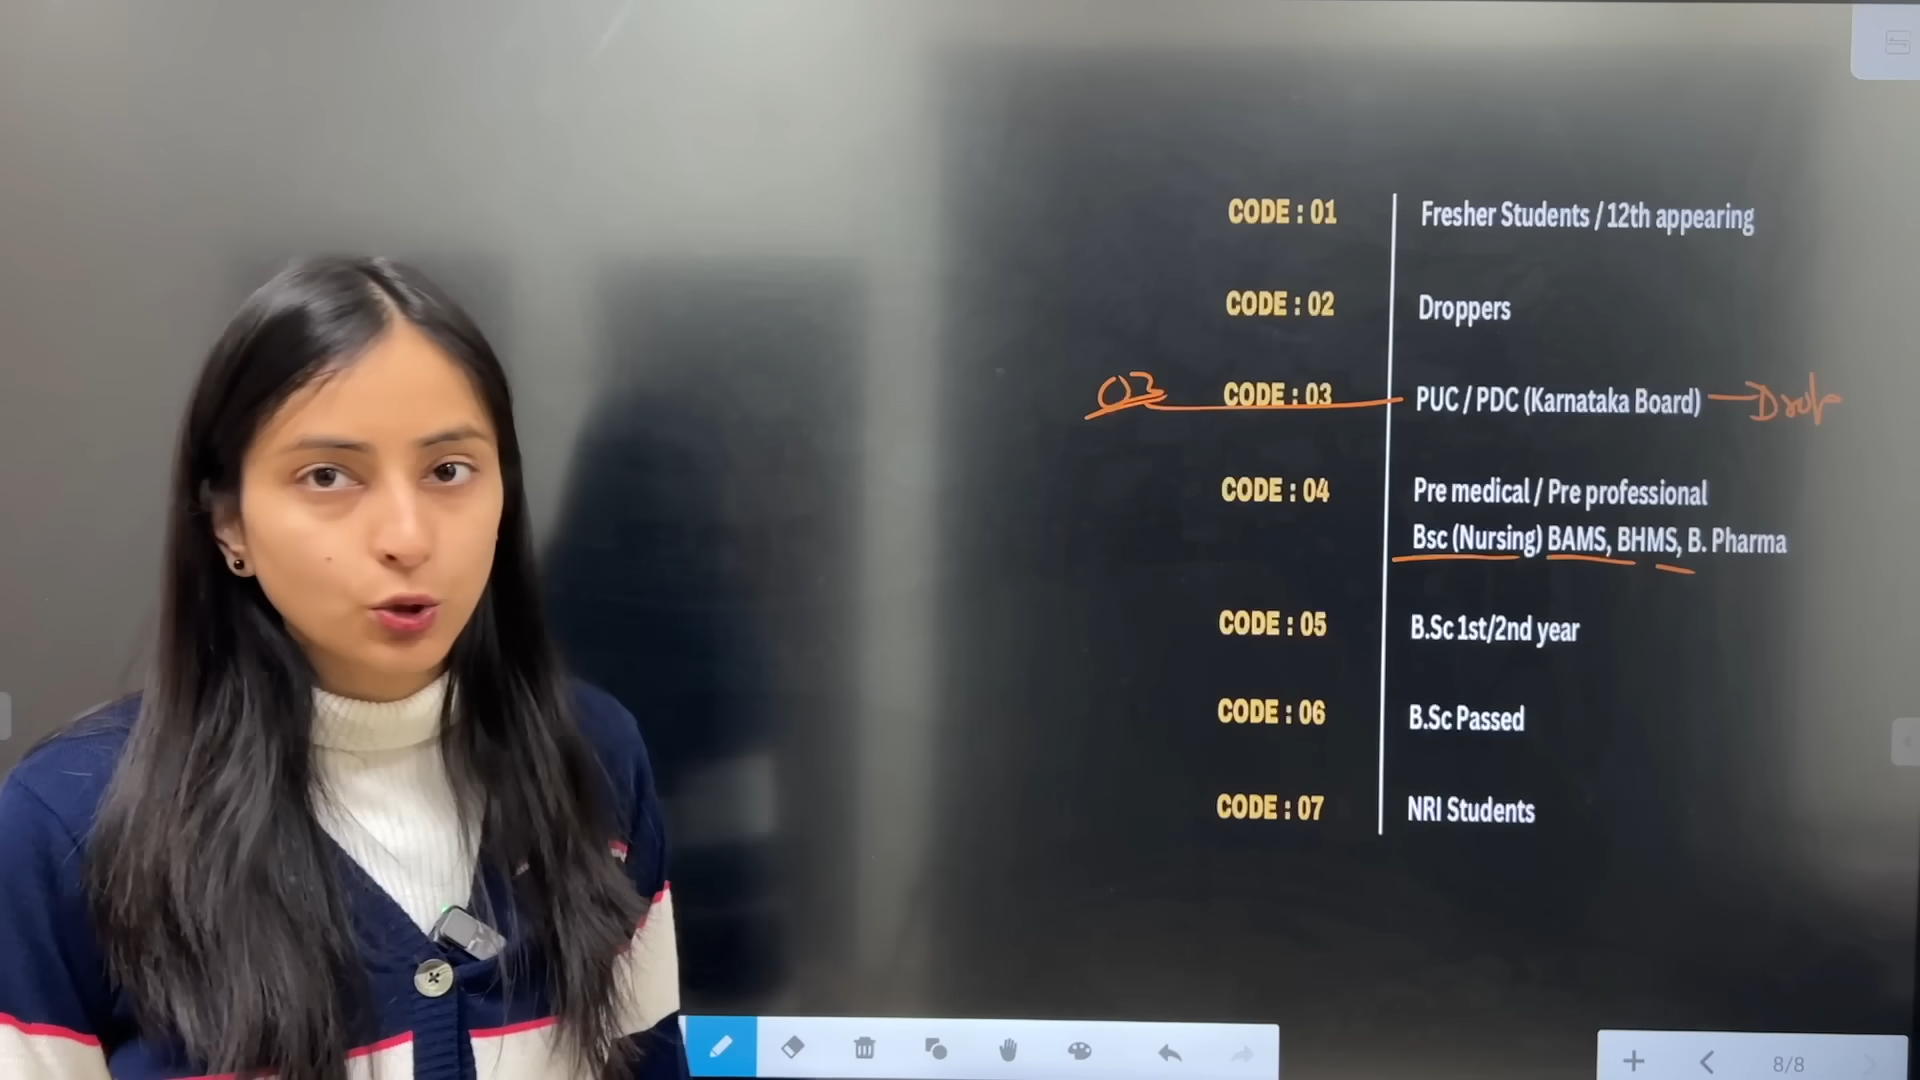 CODE : 01 Fresher Students / 12th appearing
CODE : 02 Droppers
03 CODE : 03 PUC / PDC (Karnataka Board) → Drop
CODE : 04 Pre medical / Pre professional
Bsc (Nursing) BAMS, BHMS, B. Pharma
CODE : 05 B.Sc 1st/2nd year
CODE : 06 B.Sc Passed
CODE : 07 NRI Students
8/8